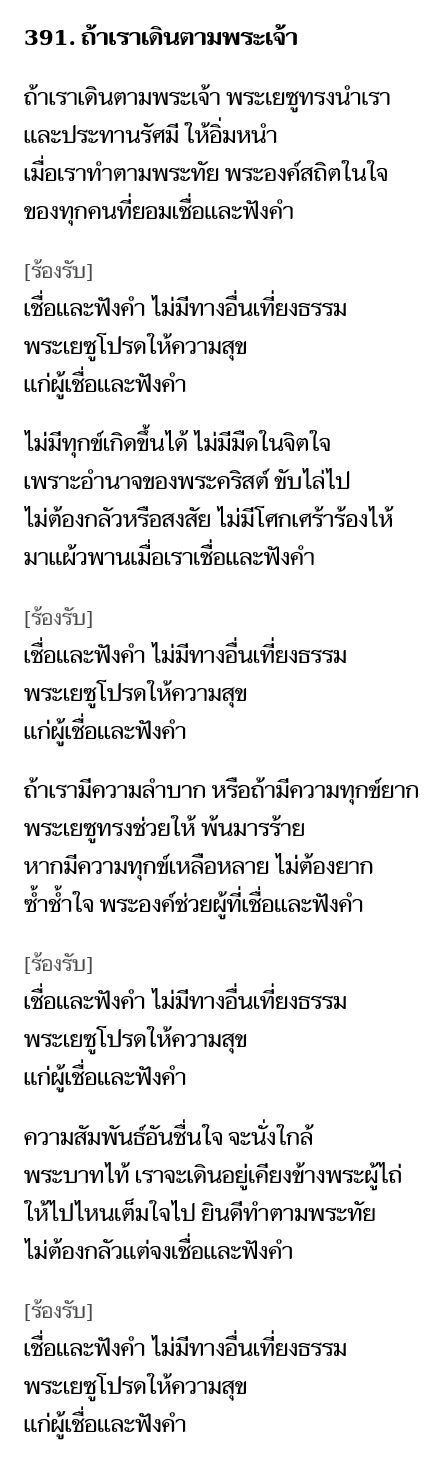 391. ถ้าเราเดินตามพระเจ้า
ถ้าเราเดินตามพระเจ้า พระเยซูทรงนำเรา
และประทานรัศมี ให้อิ่มหนำ
เมื่อเราทำตามพระทัย พระองค์สถิตในใจ
ของทุกคนที่ยอมเชื่อและฟังคำ
[ร้องรับ]
เชื่อและฟังคำ ไม่มีทางอื่นเที่ยงธรรม
พระเยซูโปรดให้ความสุข
แก่ผู้เชื่อและฟังคำ
ไม่มีทุกข์เกิดขึ้นได้ ไม่มีมืดในจิตใจ
เพราะอำนาจของพระคริสต์ ขับไล่ไป
ไม่ต้องกลัวหรือสงสัย ไม่มีโศกเศร้าร้องไห้
มาแผ้วพานเมื่อเราเชื่อและฟังคำ
[ร้องรับ]
เชื่อและฟังคำ ไม่มีทางอื่นเที่ยงธรรม
พระเยซูโปรดให้ความสุข
แก่ผู้เชื่อและฟังคำ
ถ้าเรามีความลำบาก หรือถ้ามีความทุกข์ยาก
พระเยซูทรงช่วยให้ พ้นมารร้าย
หากมีความทุกข์เหลือหลาย ไม่ต้องยาก
ซ้ำช้ำใจ พระองค์ช่วยผู้ที่เชื่อและฟังคำ
[ร้องรับ]
เชื่อและฟังคำ ไม่มีทางอื่นเที่ยงธรรม
พระเยซูโปรดให้ความสุข
แก่ผู้เชื่อและฟังคำ
ความสัมพันธ์อันชื่นใจ จะนั่งใกล้
พระบาทไท้ เราจะเดินอยู่เคียงข้างพระผู้ไถ่
ให้ไปไหนเต็มใจไป ยินดีทำตามพระทัย
ไม่ต้องกลัวแต่จงเชื่อและฟังคำ
[ร้องรับ]
เชื่อและฟังคำ ไม่มีทางอื่นเที่ยงธรรม
พระเยซูโปรดให้ความสุข
แก่ผู้เชื่อและฟังคำ